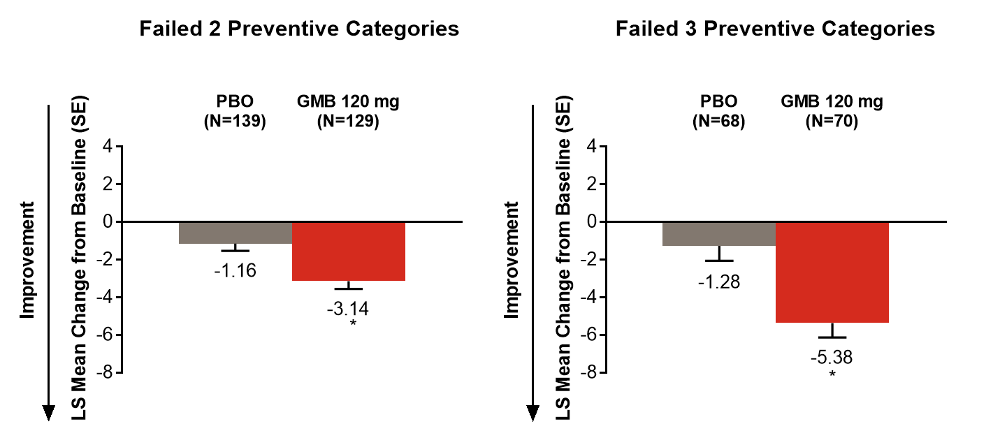 Failed 2 Preventive Categories
Improvement
LS Mean Change from Baseline (SE)
PBO
(N=139)
GMB 120 mg
(N=129)
4
2
0
-2
-4
-6
-8
-1.16
-3.14
*
Failed 3 Preventive Categories
Improvement
LS Mean Change from Baseline (SE)
PBO
(N=68)
GMB 120 mg
(N=70)
4
2
0
-2
-4
-6
-8
-1.28
-5.38
*